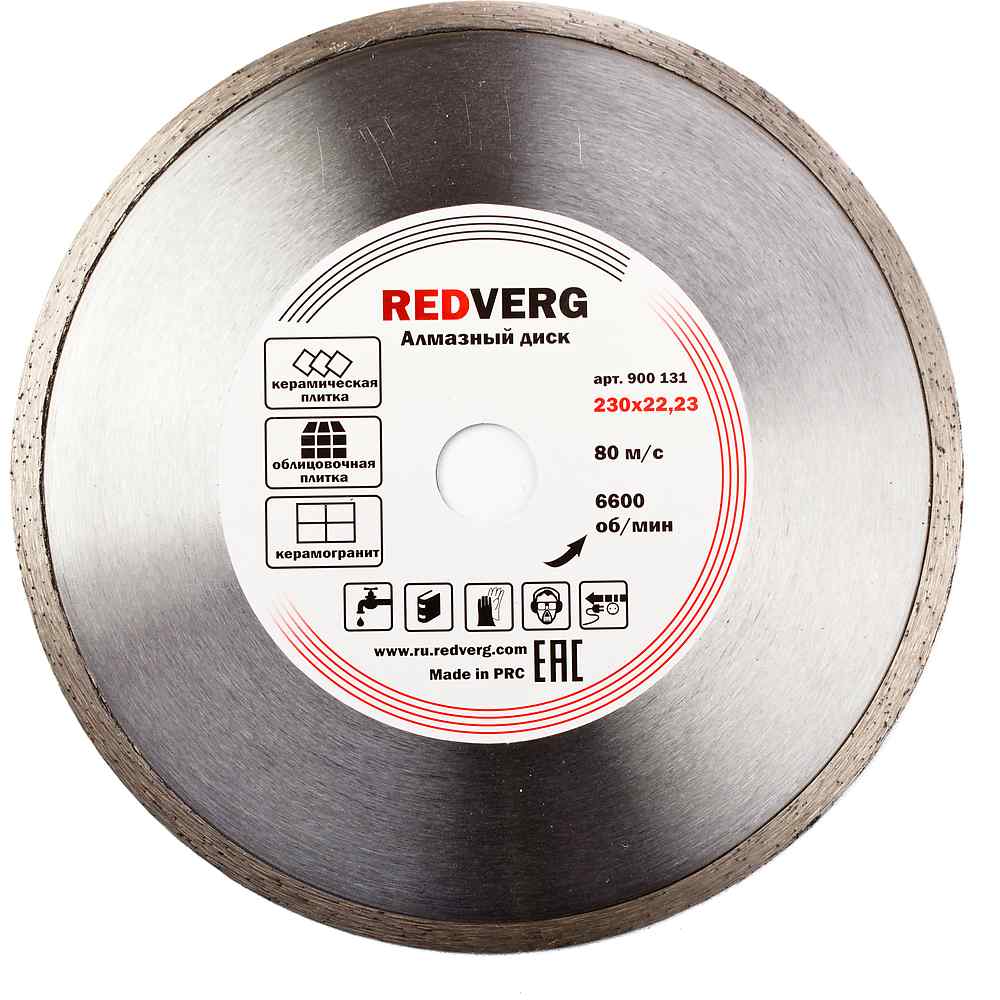 REDVERG
Алмазный диск
керамическая
плитка
облицовочная
плитка
керамогранит
арт. 900 131
230x22,23
80 м/с
6600
об/мин
www.ru.redverg.com
Made in PRC
EAC